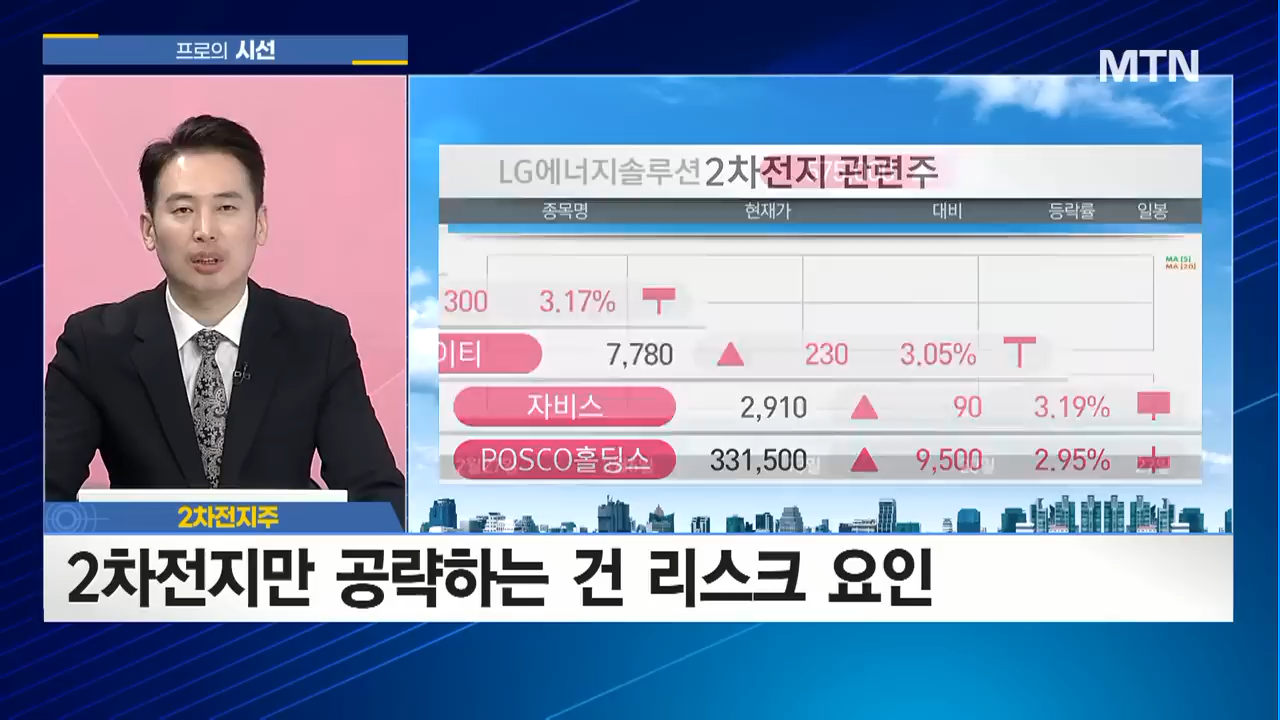 프로의 시선
MTN
LG에너지솔루션 2차전지 관련주
종목명 현재가 대비 등락률 일봉
MA [5]
MA [20]
300 3.17%
이티 7,780 ▲ 230 3.05%
자비스 2,910 ▲ 90 3.19%
POSCO홀딩스 331,500 ▲ 9,500 2.95%
2차전지주
2차전지만 공략하는 건 리스크 요인